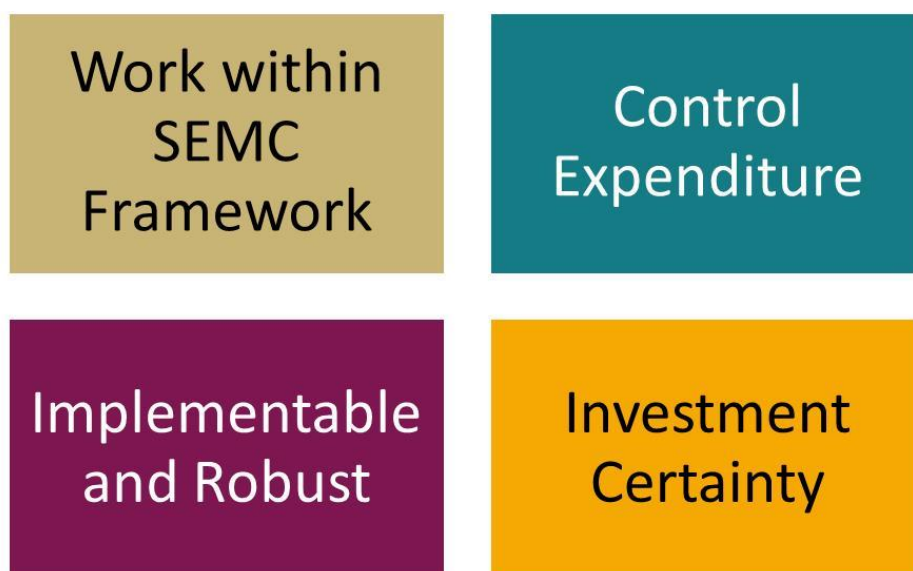 Work within
SEMC
Framework
Control
Expenditure
Implementable
and Robust
Investment
Certainty